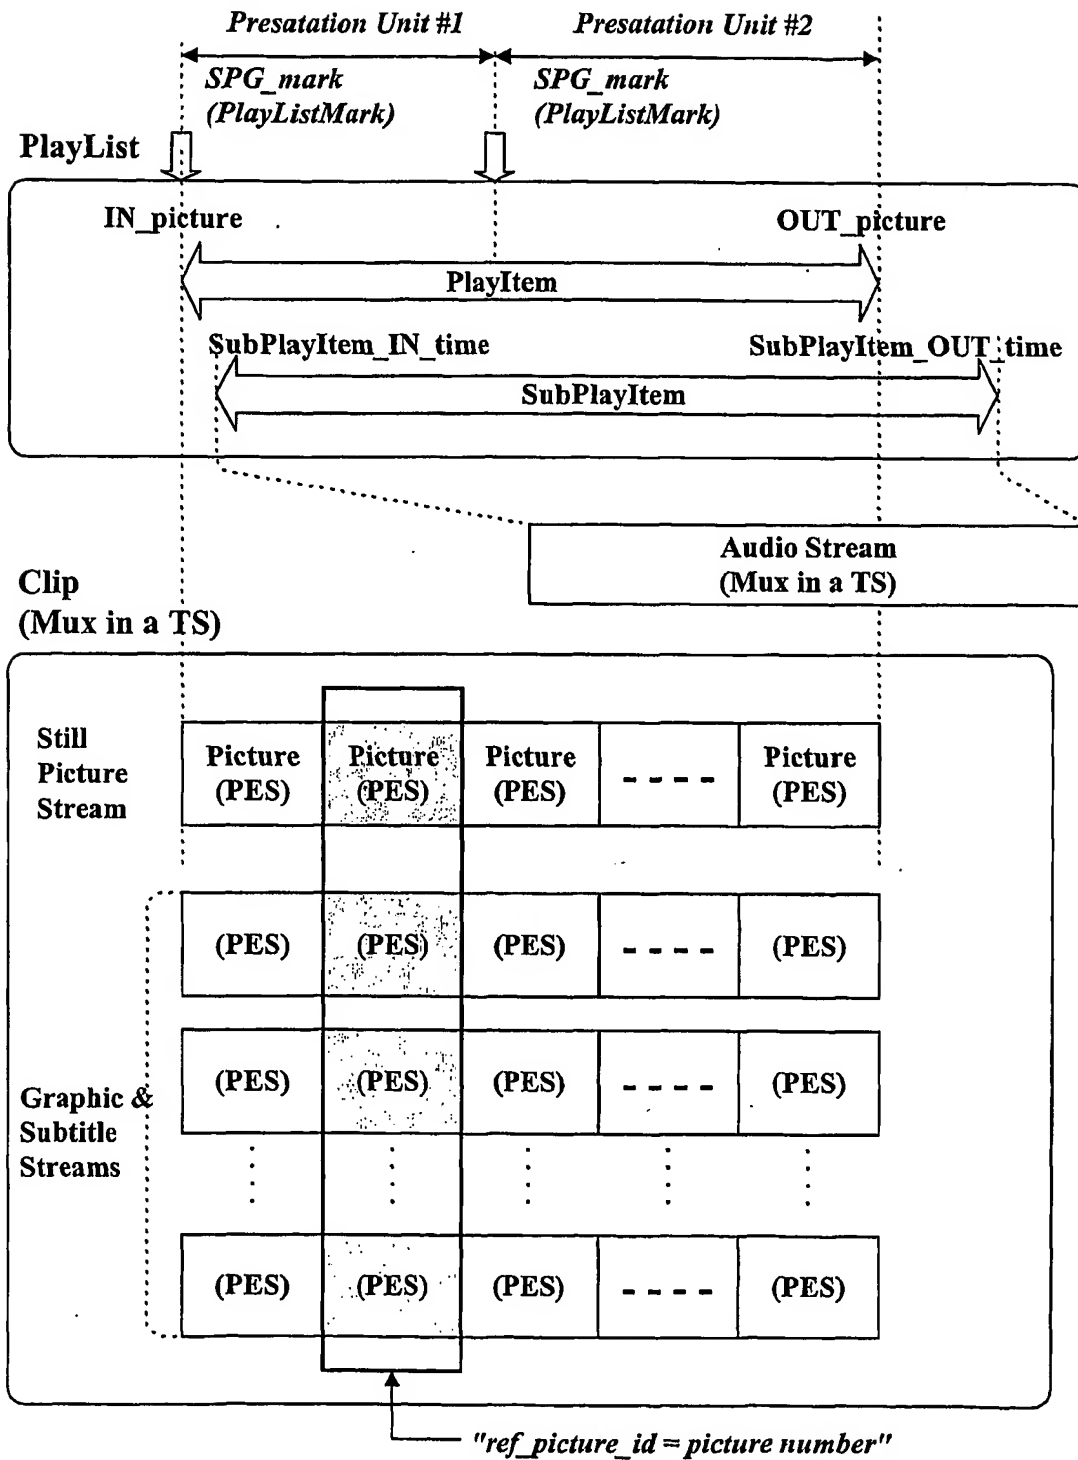 Presatation Unit #1
Presatation Unit #2
SPG_mark
(PlayListMark)
SPG_mark
(PlayListMark)
PlayList
IN_picture
OUT_picture
PlayItem
SubPlayItem_IN_time
SubPlayItem_OUT_time
SubPlayItem
Audio Stream
(Mux in a TS)
Clip
(Mux in a TS)
Still
Picture
Stream
Picture
(PES)
Picture
(PES)
Picture
(PES)
Picture
(PES)
(PES)
(PES)
(PES)
(PES)
(PES)
(PES)
(PES)
(PES)
Graphic &
Subtitle
Streams
(PES)
(PES)
(PES)
(PES)
"ref_picture_id = picture number"